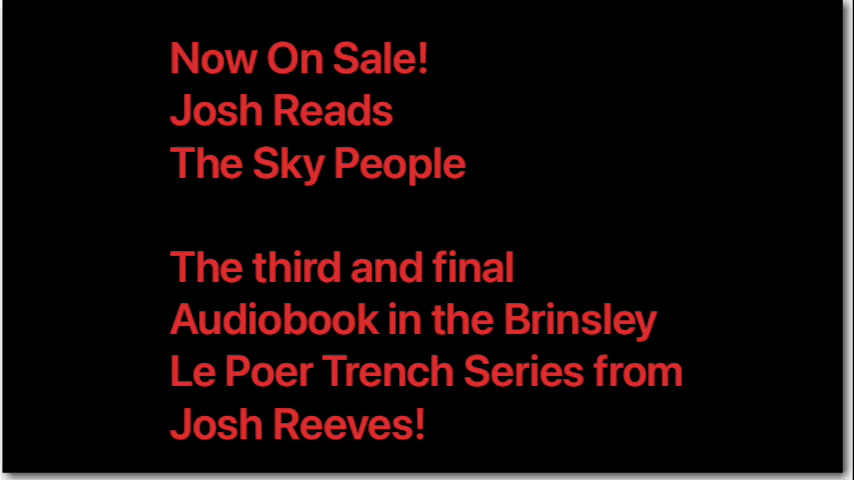 Now On Sale!
Josh Reads
The Sky People
The third and final
Audiobook in the Brinsley
Le Poer Trench Series from
Josh Reeves!